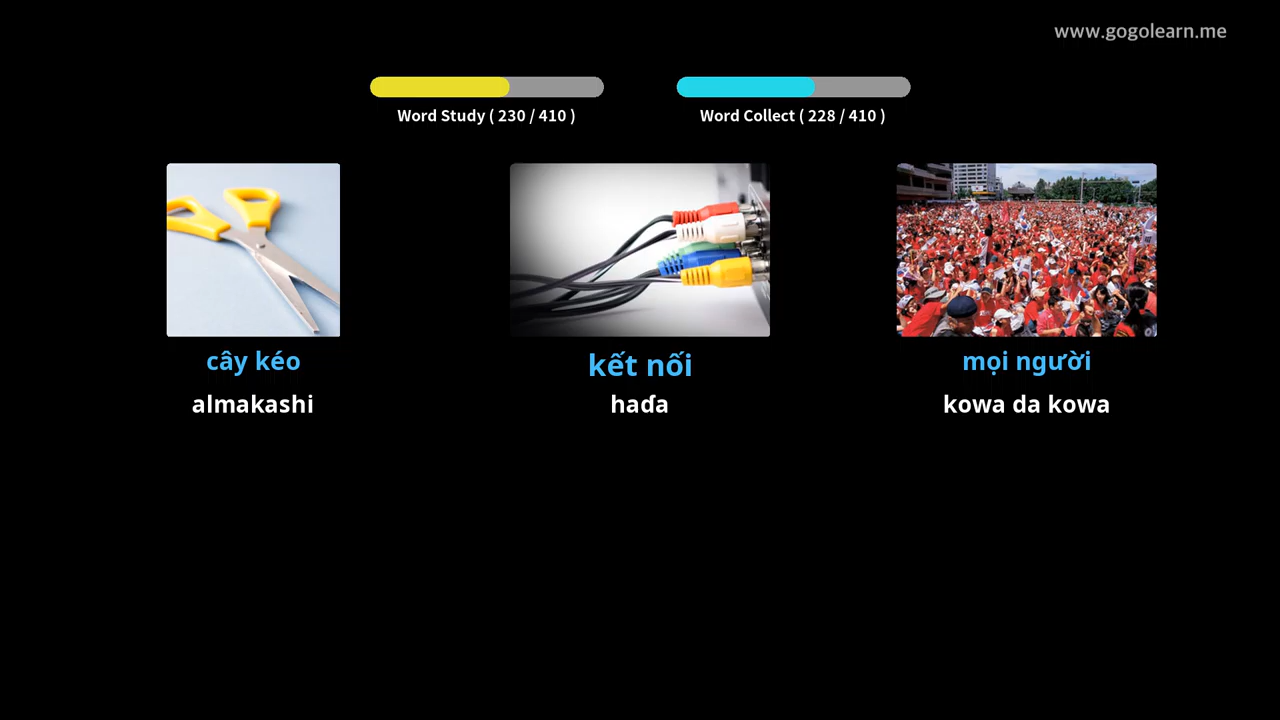 www.gogolearn.me
Word Study ( 230 / 410 )
Word Collect ( 228 / 410 )
cây kéo
kết nối
mọi người
almakashi
haɗa
kowa da kowa